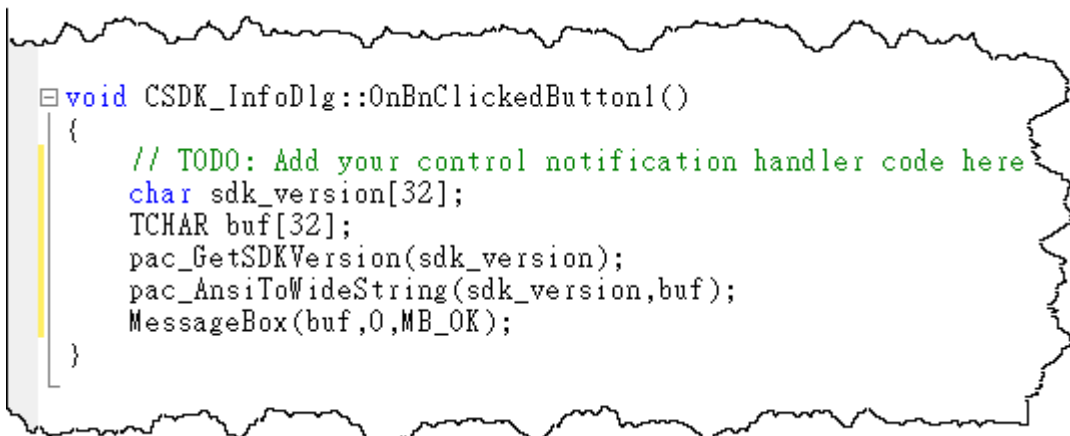 void CSDK_InfoDlg::OnBnClickedButton1()
{
// TODO: Add your control notification handler code here
char sdk_version[32];
TCHAR buf[32];
pac_GetSDKVersion(sdk_version);
pac_AnsiToWideString(sdk_version,buf);
MessageBox(buf,0,MB_OK);
}